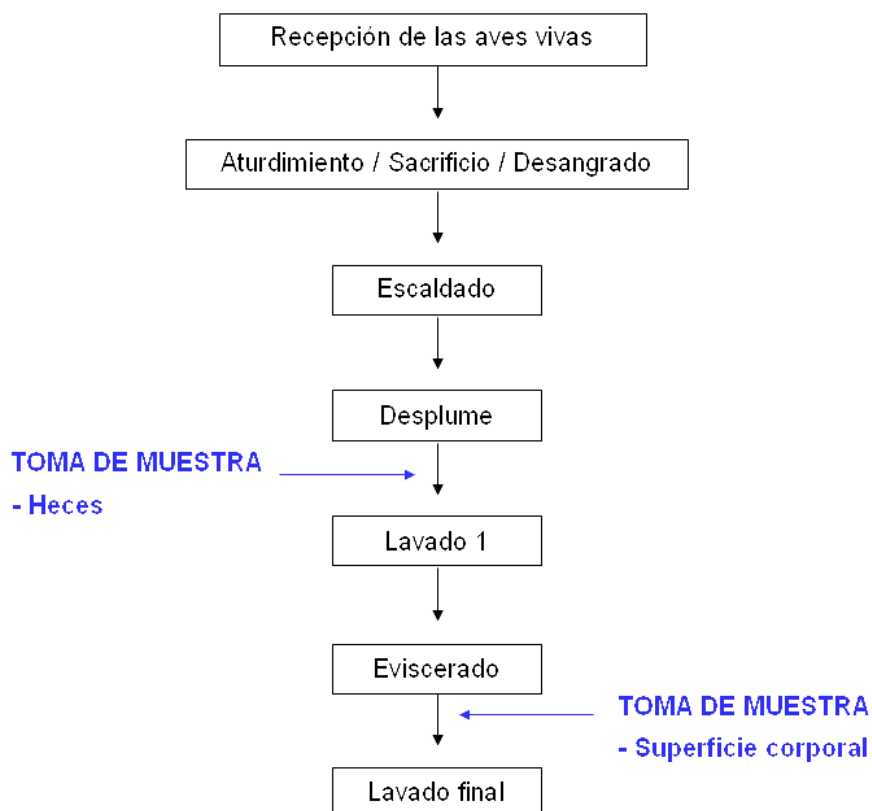 Recepción de las aves vivas
Aturdimiento / Sacrificio / Desangrado
Escaldado
Desplume
TOMA DE MUESTRA
- Heces
Lavado 1
Eviscerado
TOMA DE MUESTRA
- Superficie corporal
Lavado final